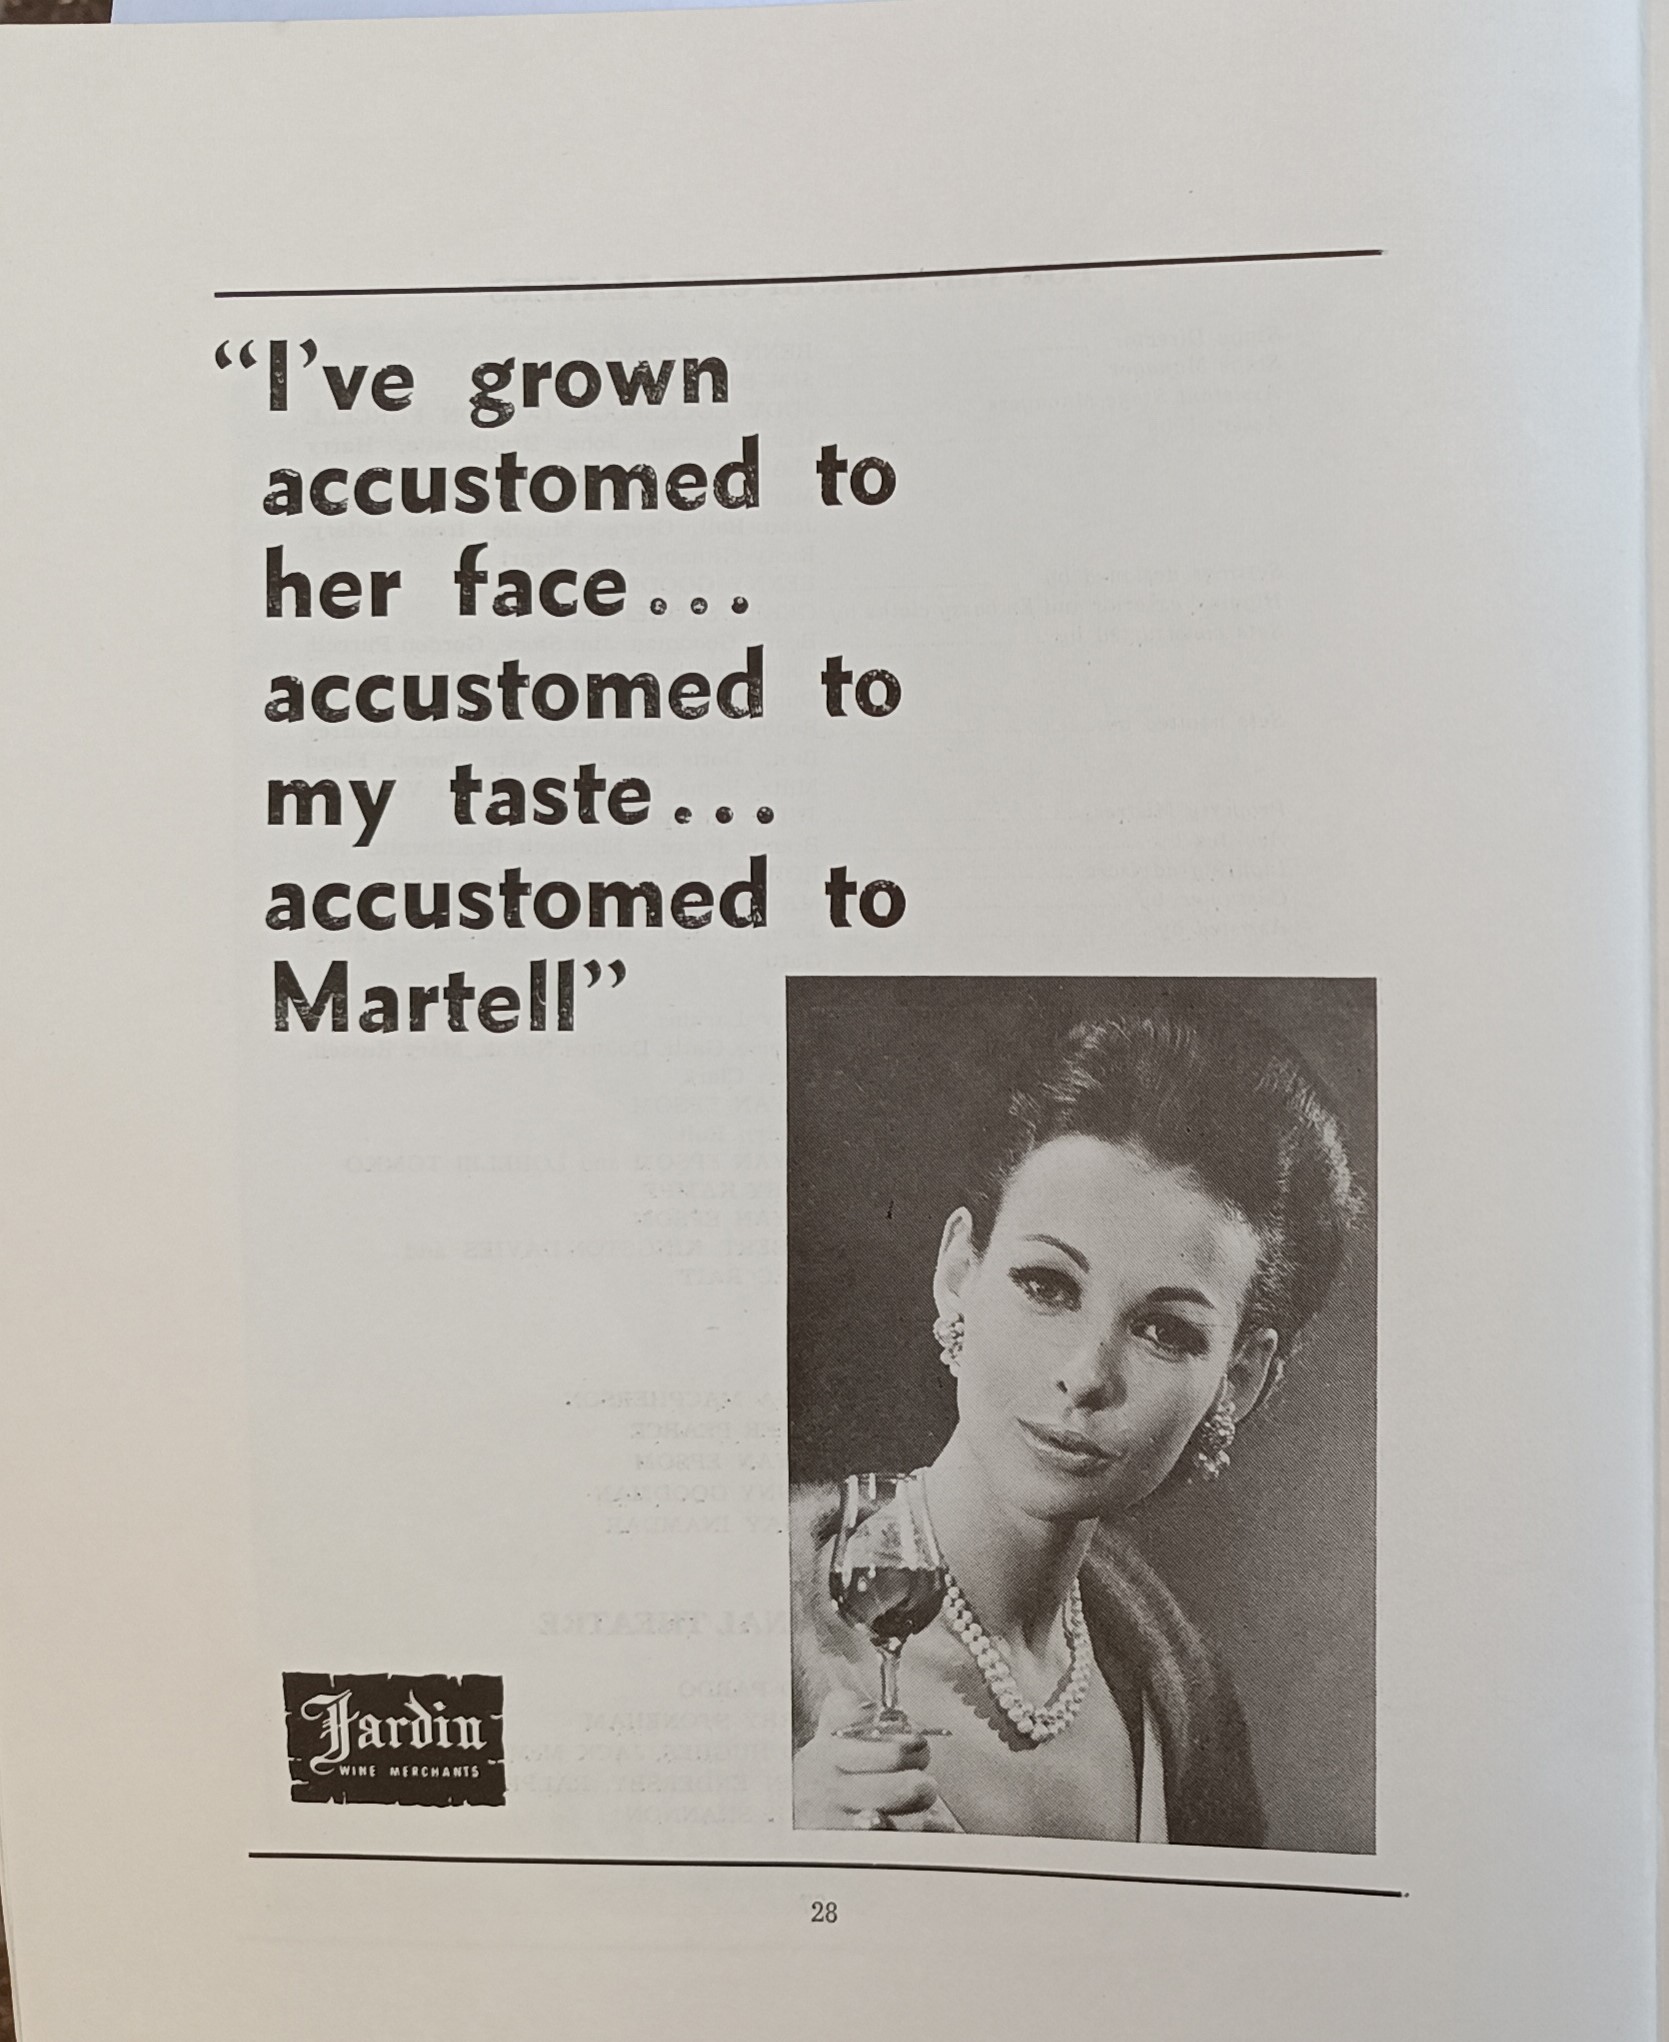 “I’ve grown
accustomed to
her face...
accustomed to
my taste...
accustomed to
Martell”
Jardin
WINE MERCHANTS
28